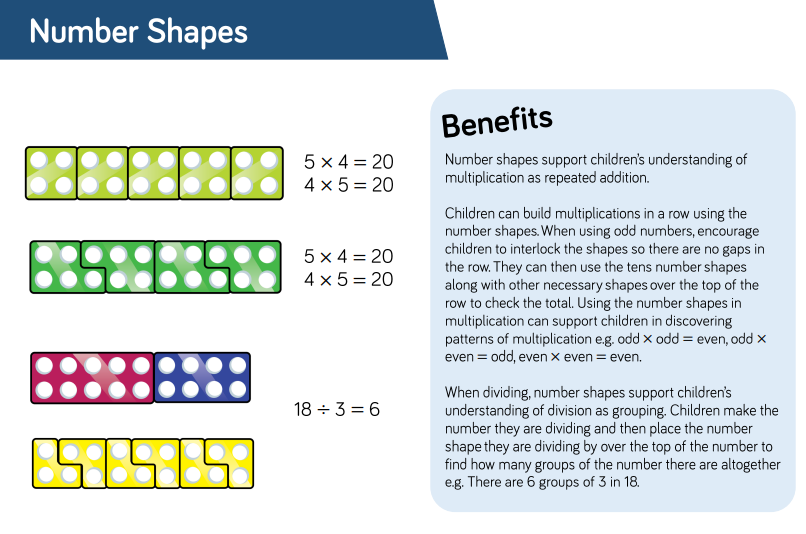 Number Shapes
5 × 4 = 20
4 × 5 = 20
5 × 4 = 20
4 × 5 = 20
18 ÷ 3 = 6
Benefits
Number shapes support children's understanding of
multiplication as repeated addition.
Children can build multiplications in a row using the
number shapes. When using odd numbers, encourage
children to interlock the shapes so there are no gaps in
the row. They can then use the tens number shapes
along with other necessary shapes over the top of the
row to check the total. Using the number shapes in
multiplication can support children in discovering
patterns of multiplication e.g. odd × odd = even, odd ×
even = odd, even × even = even.
When dividing, number shapes support children's
understanding of division as grouping. Children make the
number they are dividing and then place the number
shape they are dividing by over the top of the number to
find how many groups of the number there are altogether
e.g. There are 6 groups of 3 in 18.